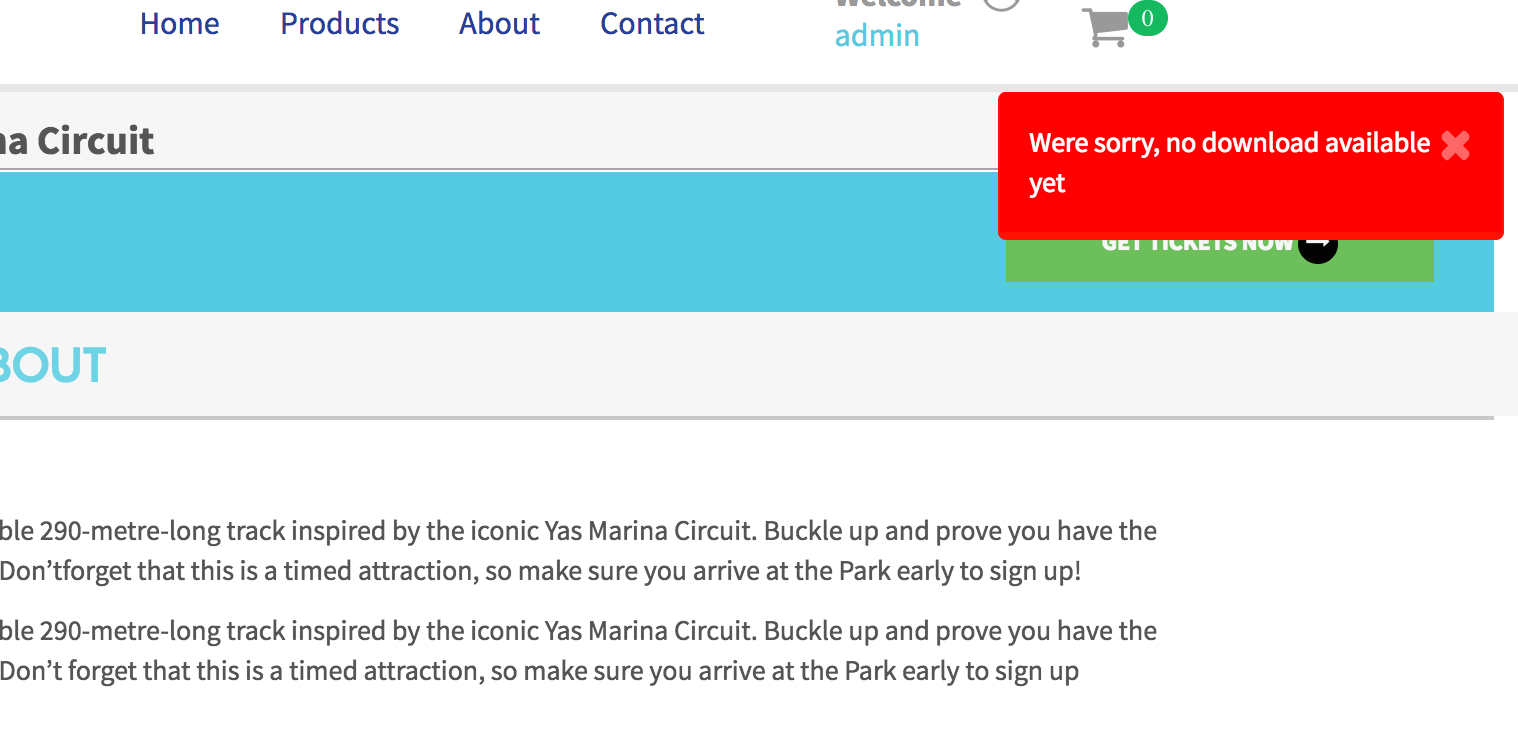 Welcome
Home Products About Contact
admin
0
na Circuit
Were sorry, no download available
yet
GET TICKETS NOW
BOUT
ble 290-metre-long track inspired by the iconic Yas Marina Circuit. Buckle up and prove you have the
Don’tforget that this is a timed attraction, so make sure you arrive at the Park early to sign up!
ble 290-metre-long track inspired by the iconic Yas Marina Circuit. Buckle up and prove you have the
Don’t forget that this is a timed attraction, so make sure you arrive at the Park early to sign up